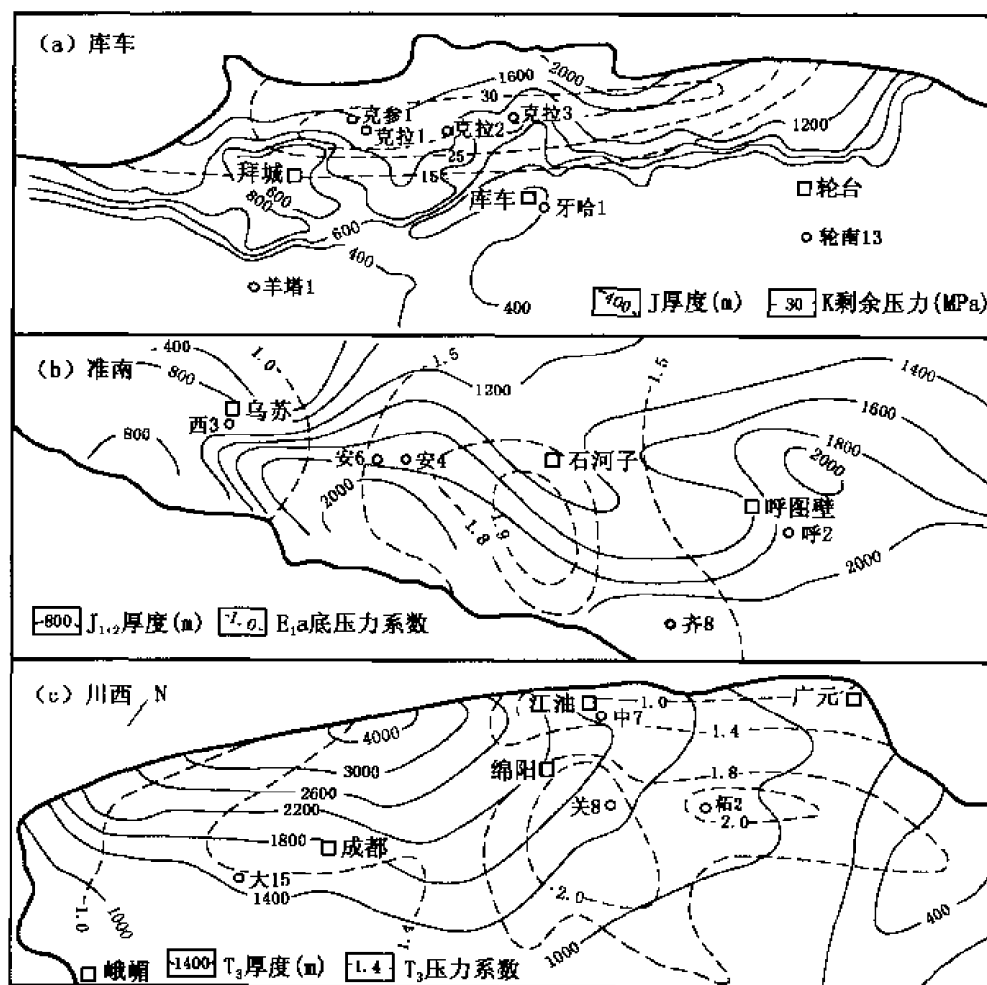 (a) 库车
1600
2000
30
克参1
克拉1
克拉2
克拉3
1200
25
15
拜城
600
800
库车
牙哈1
轮台
轮南13
600
400
羊塔1
400
400 J厚度(m)
30 K剩余压力(MPa)
(b) 准南
400
1.0
1.5
1.5
1400
800
1200
乌苏
西3
1600
800
1800
安6
安4
石河子
2000
2000
呼图壁
1.9
1.8
呼2
2000
800 J₁₊₂厚度(m)
1.0 E₁a底压力系数
齐8
(c) 川西
N
江油
1.0
广元
中7
4000
1.4
3000
绵阳
1.8
2600
关8
柘2
2200
2.0
1800
成都
大15
1400
2.0
1000
1.0
1.4
1000
400
峨嵋
1400 T₃厚度(m)
1.4 T₃压力系数